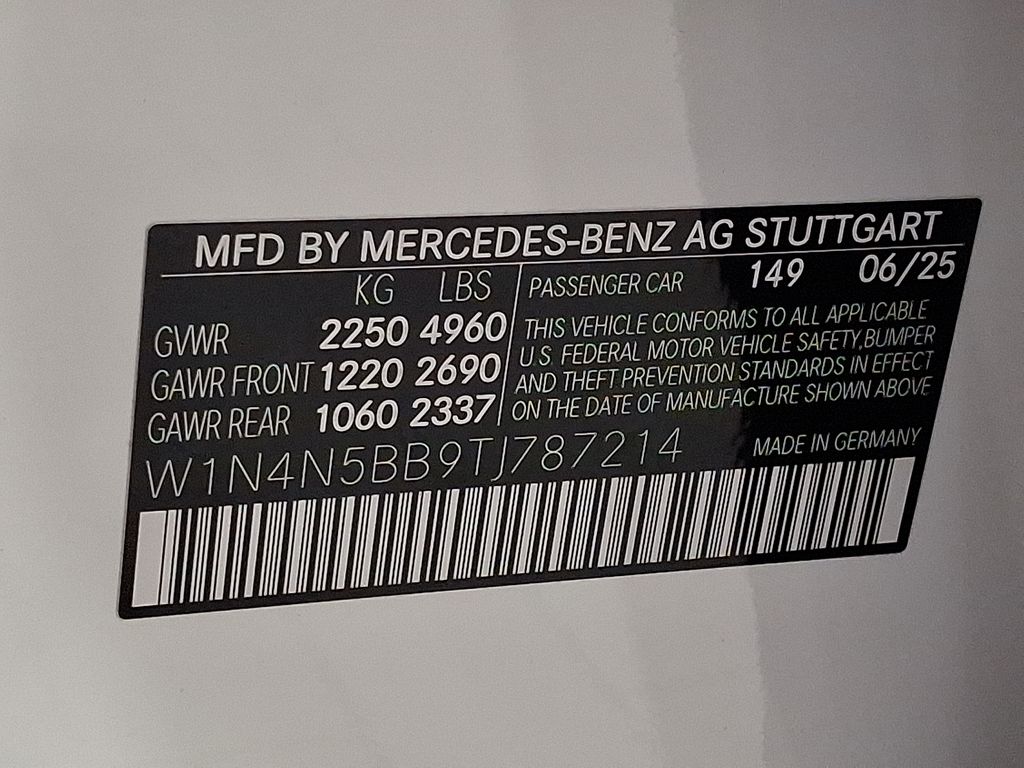 MFD BY MERCEDES-BENZ AG STUTTGART
KG LBS
GVWR 2250 4960
GAWR FRONT 1220 2690
GAWR REAR 1060 2337
PASSENGER CAR 149 06/25
THIS VEHICLE CONFORMS TO ALL APPLICABLE
U.S. FEDERAL MOTOR VEHICLE SAFETY, BUMPER
AND THEFT PREVENTION STANDARDS IN EFFECT
ON THE DATE OF MANUFACTURE SHOWN ABOVE
W1N4N5BB9TJ787214
MADE IN GERMANY